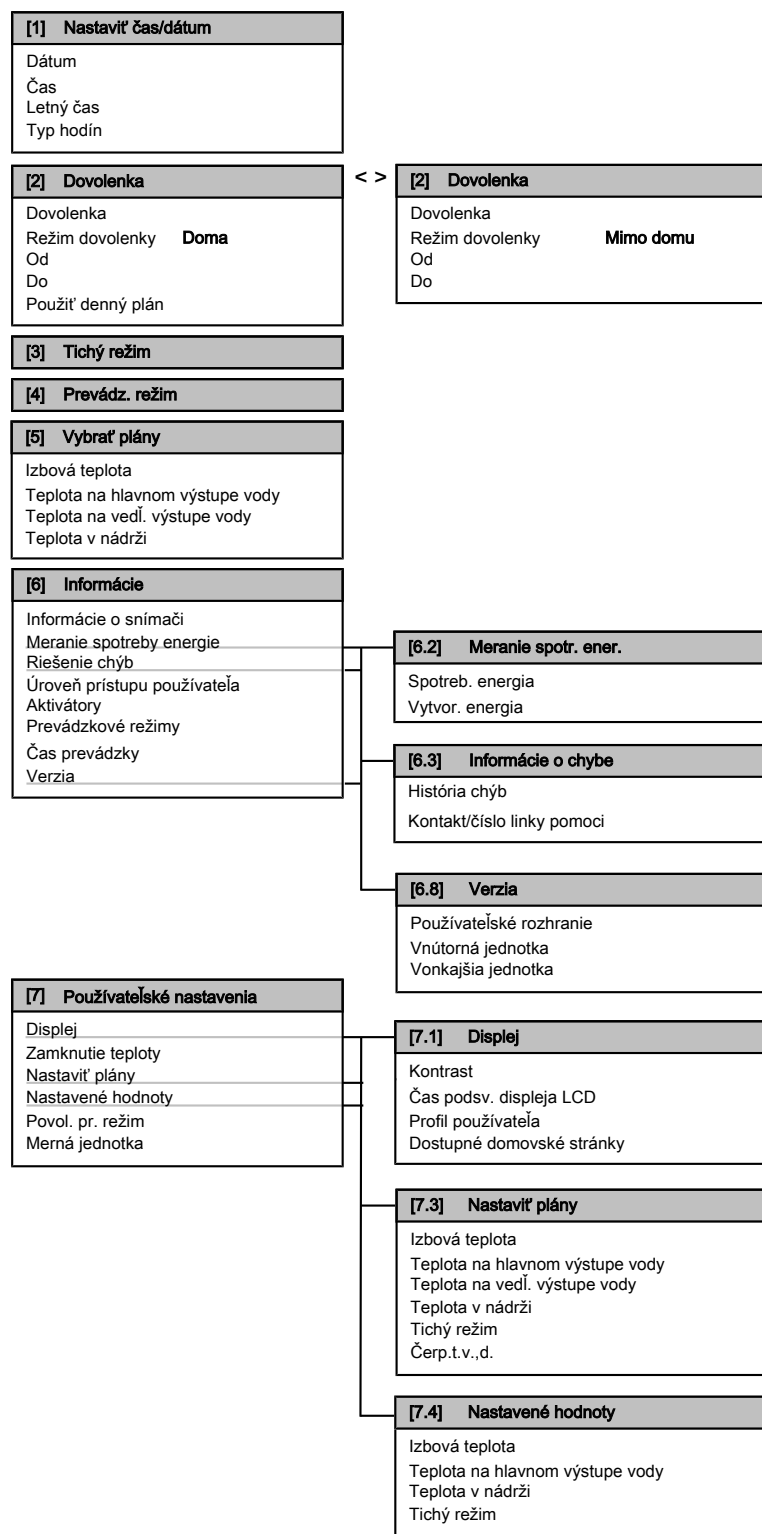 [1] Nastaviť čas/dátum
Dátum
Čas
Letný čas
Typ hodín
[2] Dovolenka
Dovolenka
Režim dovolenky Doma
Od
Do
Použiť denný plán
< >
[2] Dovolenka
Dovolenka
Režim dovolenky Mimo domu
Od
Do
[3] Tichý režim
[4] Prevádz. režim
[5] Vybrať plány
Izbová teplota
Teplota na hlavnom výstupe vody
Teplota na vedľ. výstupe vody
Teplota v nádrži
[6] Informácie
Informácie o snímači
Meranie spotreby energie
Riešenie chýb
Úroveň prístupu používateľa
Aktivátory
Prevádzkové režimy
Čas prevádzky
Verzia
[6.2] Meranie spotr. ener.
Spotreb. energia
Vytvor. energia
[6.3] Informácie o chybe
História chýb
Kontakt/číslo linky pomoci
[6.8] Verzia
Používateľské rozhranie
Vnútorná jednotka
Vonkajšia jednotka
[7] Používateľské nastavenia
Displej
Zamknutie teploty
Nastaviť plány
Nastavené hodnoty
Povol. pr. režim
Merná jednotka
[7.1] Displej
Kontrast
Čas podsv. displeja LCD
Profil používateľa
Dostupné domovské stránky
[7.3] Nastaviť plány
Izbová teplota
Teplota na hlavnom výstupe vody
Teplota na vedľ. výstupe vody
Teplota v nádrži
Tichý režim
Čerp.t.v.,d.
[7.4] Nastavené hodnoty
Izbová teplota
Teplota na hlavnom výstupe vody
Teplota v nádrži
Tichý režim